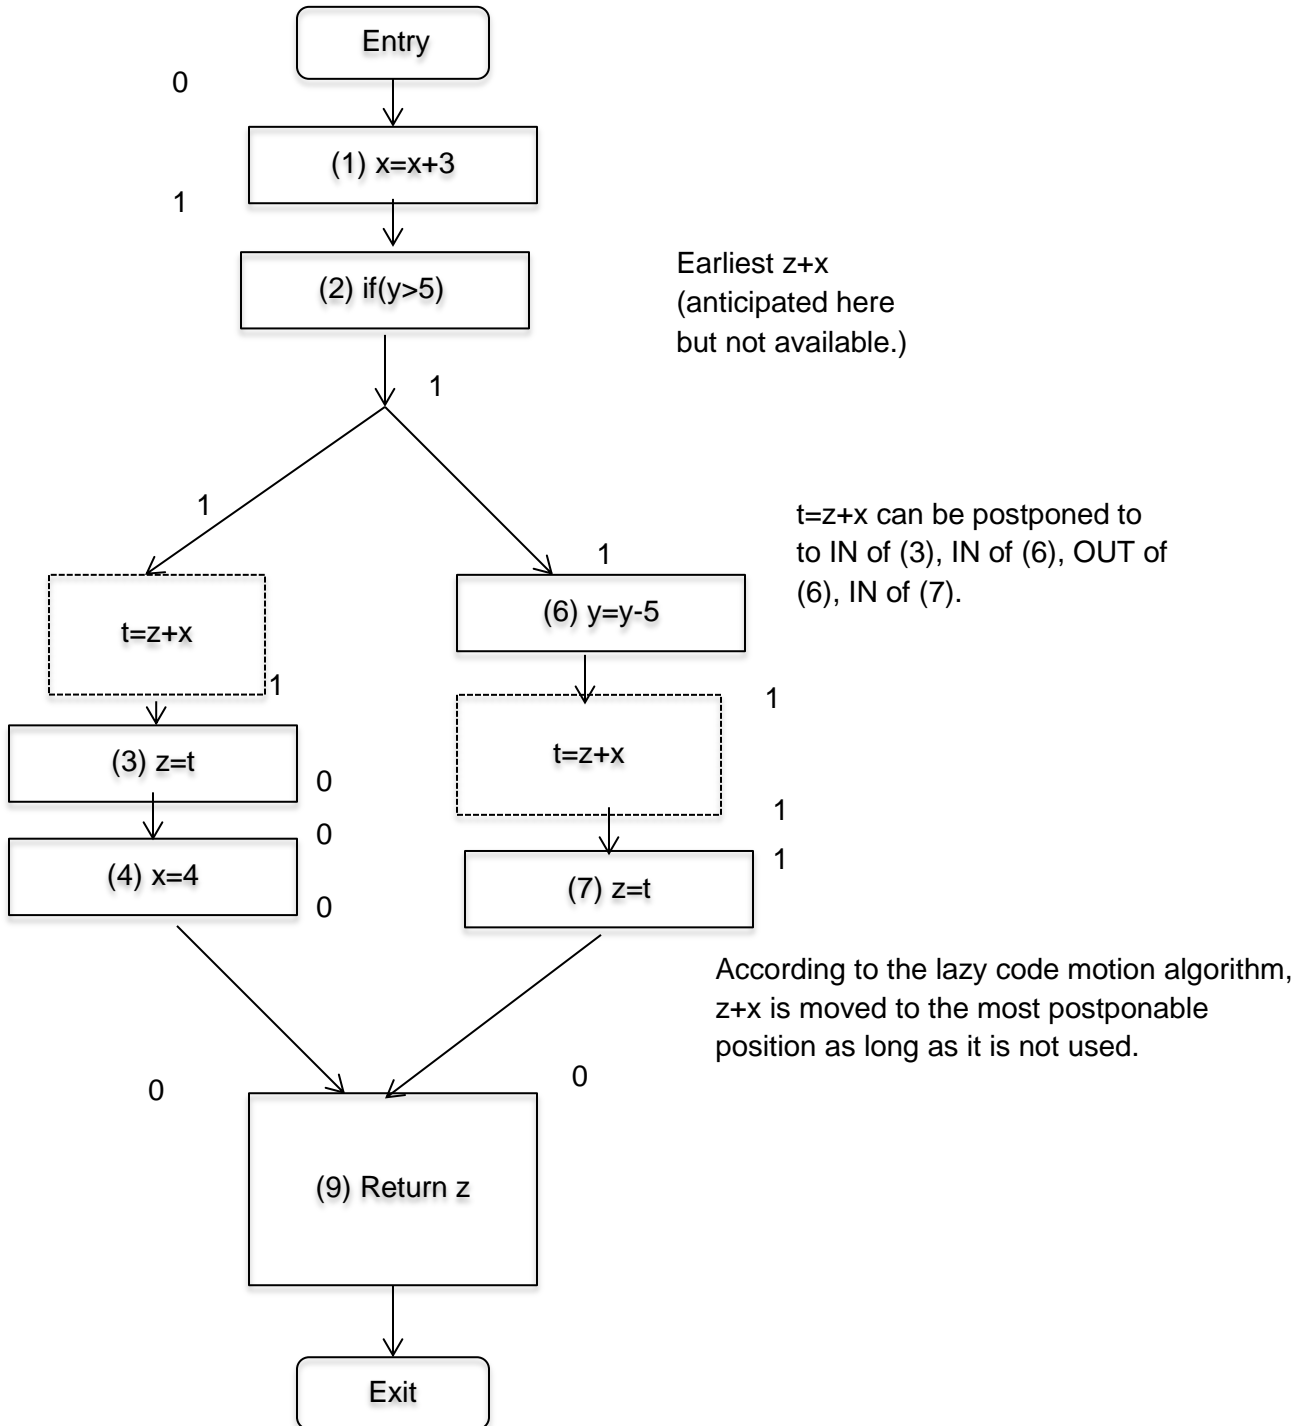 Entry
0
(1) x=x+3
1
(2) if(y>5)
Earliest z+x
(anticipated here
but not available.)
1
1
1
t=z+x can be postponed to
to IN of (3), IN of (6), OUT of
(6), IN of (7).
t=z+x
1
(3) z=t
0
0
(4) x=4
0
(6) y=y-5
1
t=z+x
1
1
(7) z=t
According to the lazy code motion algorithm,
z+x is moved to the most postponable
position as long as it is not used.
0
0
(9) Return z
Exit